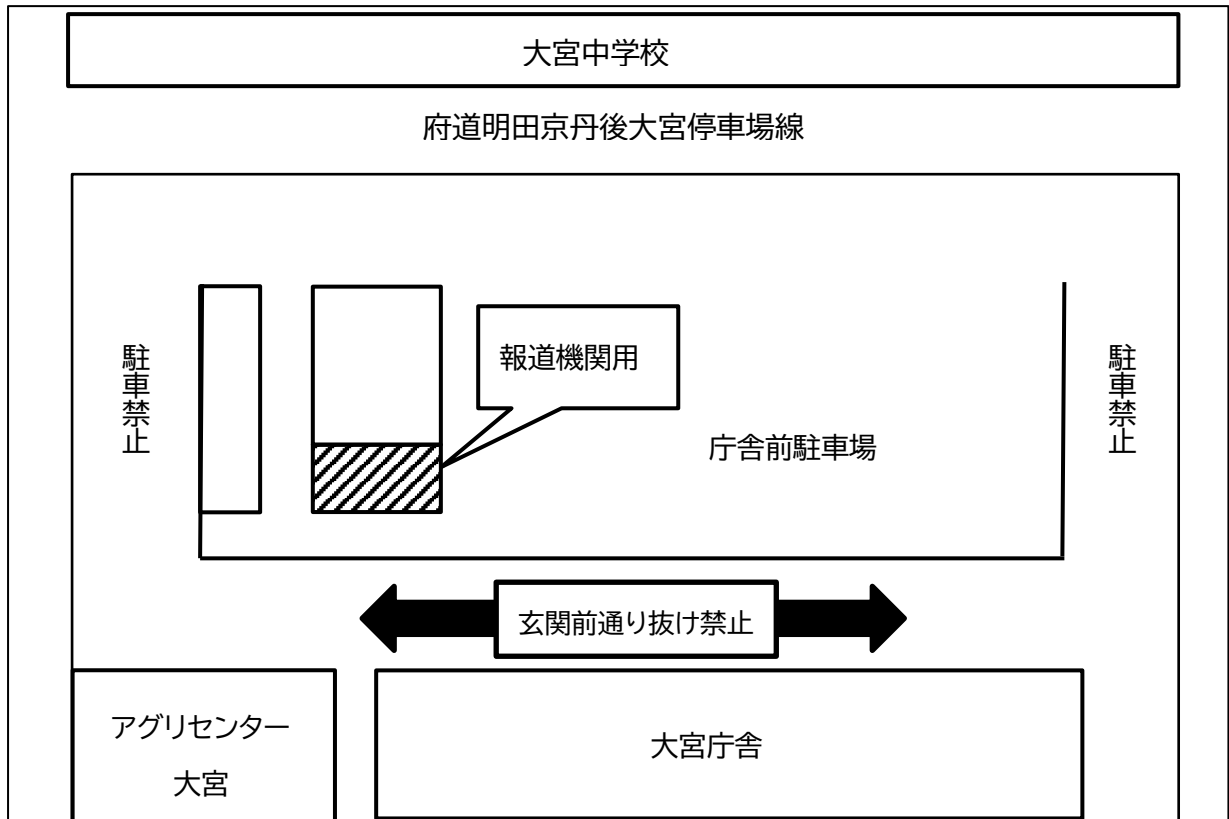 大宮中学校
府道明田京丹後大宮停車場線
駐車禁止
報道機関用
庁舎前駐車場
駐車禁止
玄関前通り抜け禁止
アグリセンター
大宮
大宮庁舎